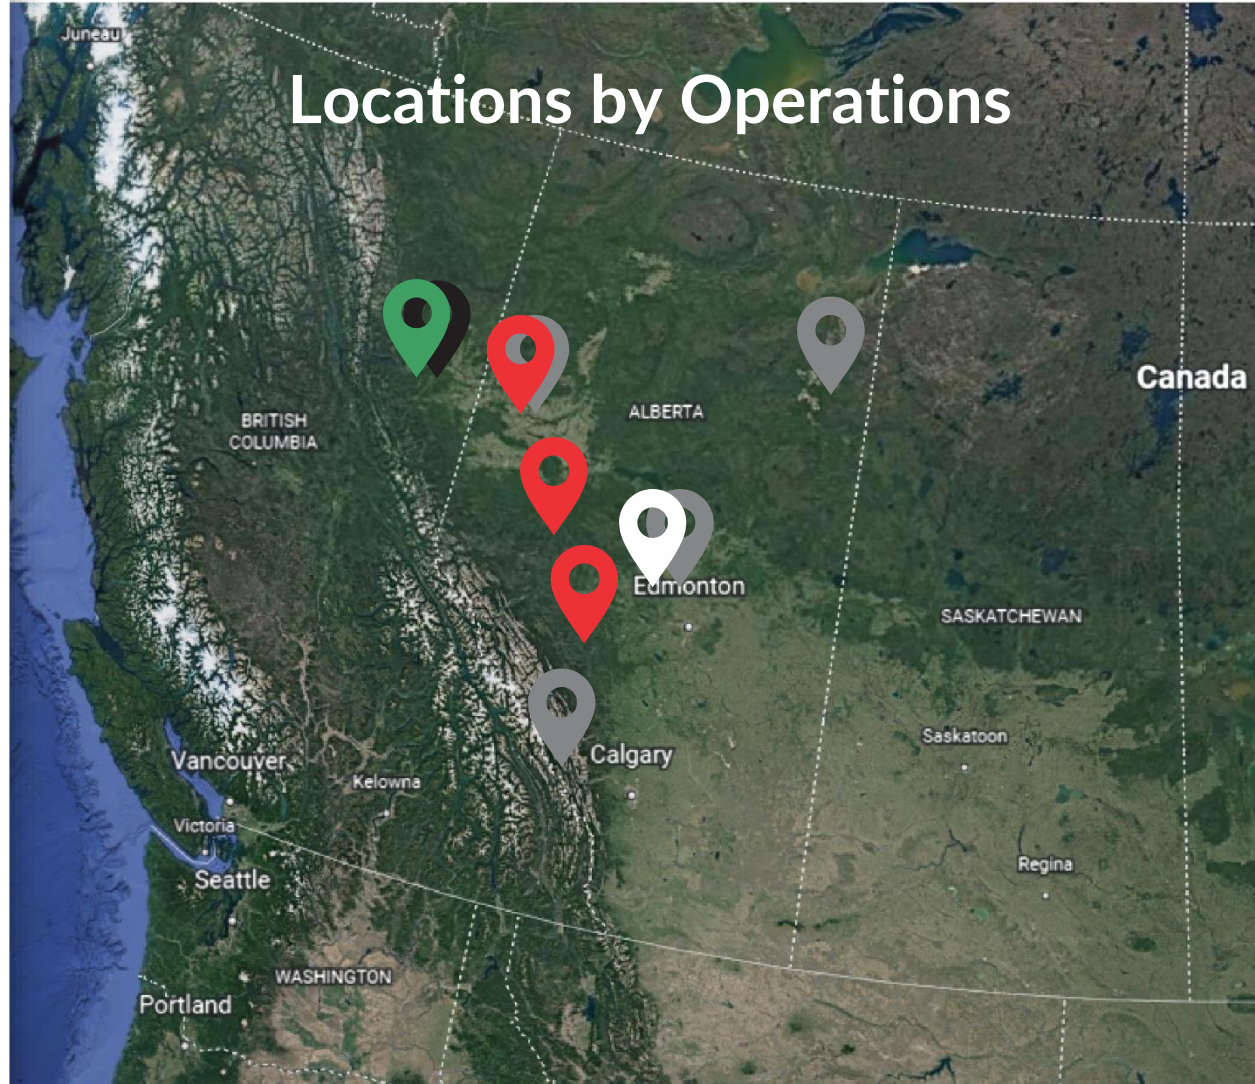 Juneau
Locations by Operations
Canada
ALBERTA
BRITISH
COLUMBIA
Edmonton
SASKATCHEWAN
Saskatoon
Calgary
Vancouver
Kelowna
Victoria
Regina
Seattle
WASHINGTON
Portland